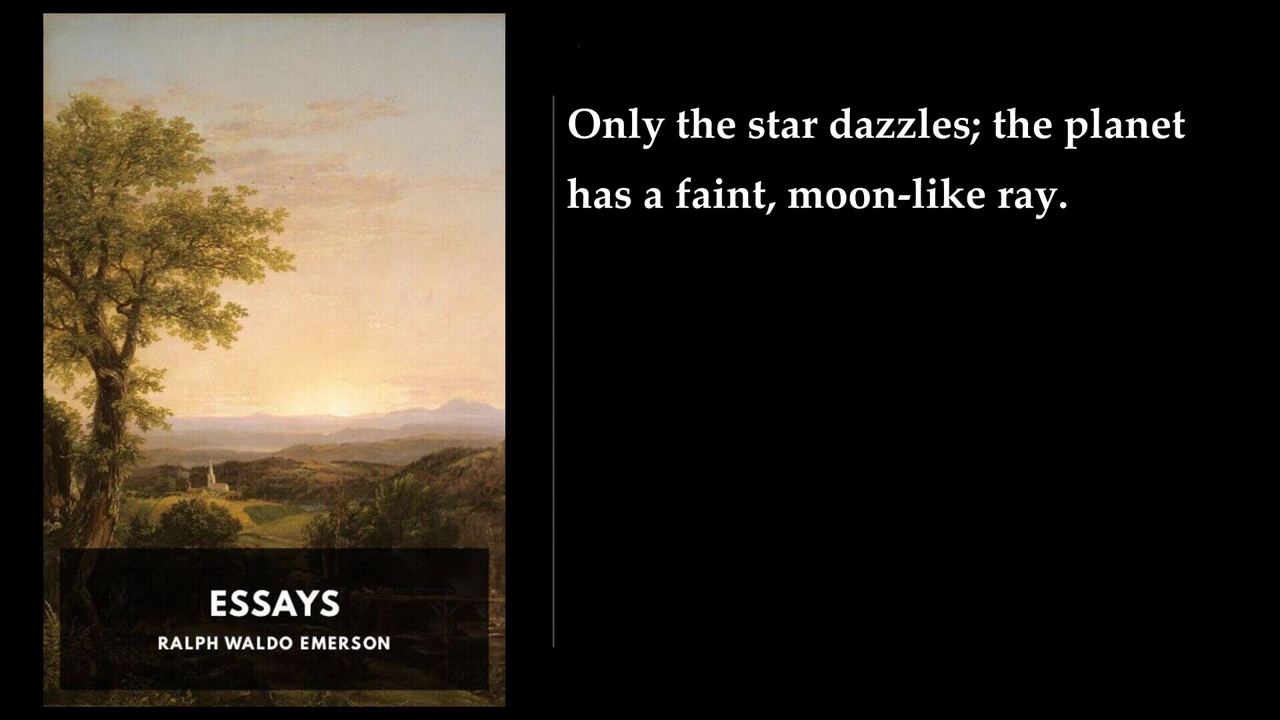 Only the star dazzles; the planet
has a faint, moon-like ray.
ESSAYS
RALPH WALDO EMERSON